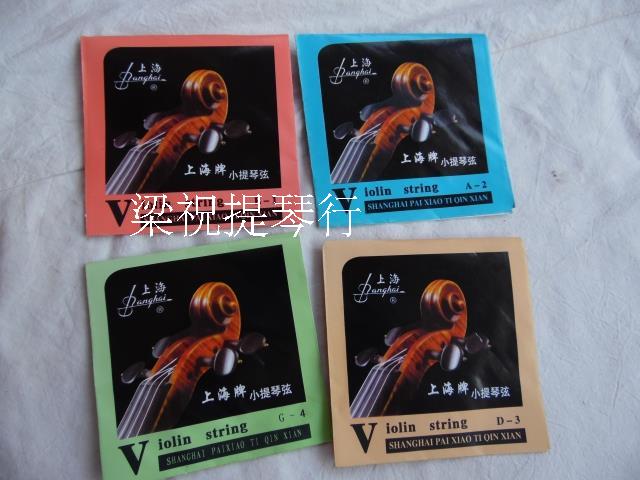 上海
Shanghai
®
上海牌 小提琴弦
Violin string
上海
Shanghai
®
上海牌 小提琴弦
Violin string A-2
SHANGHAI PAI XIAO TI QIN XIAN
梁祝提琴行
上海
Shanghai
®
上海牌 小提琴弦
Violin string G-4
SHANGHAI PAIXIAO TI QIN XIAN
上海
Shanghai
®
上海牌 小提琴弦
Violin string D-3
SHANGHAI PAI XIAO TI QIN XIAN